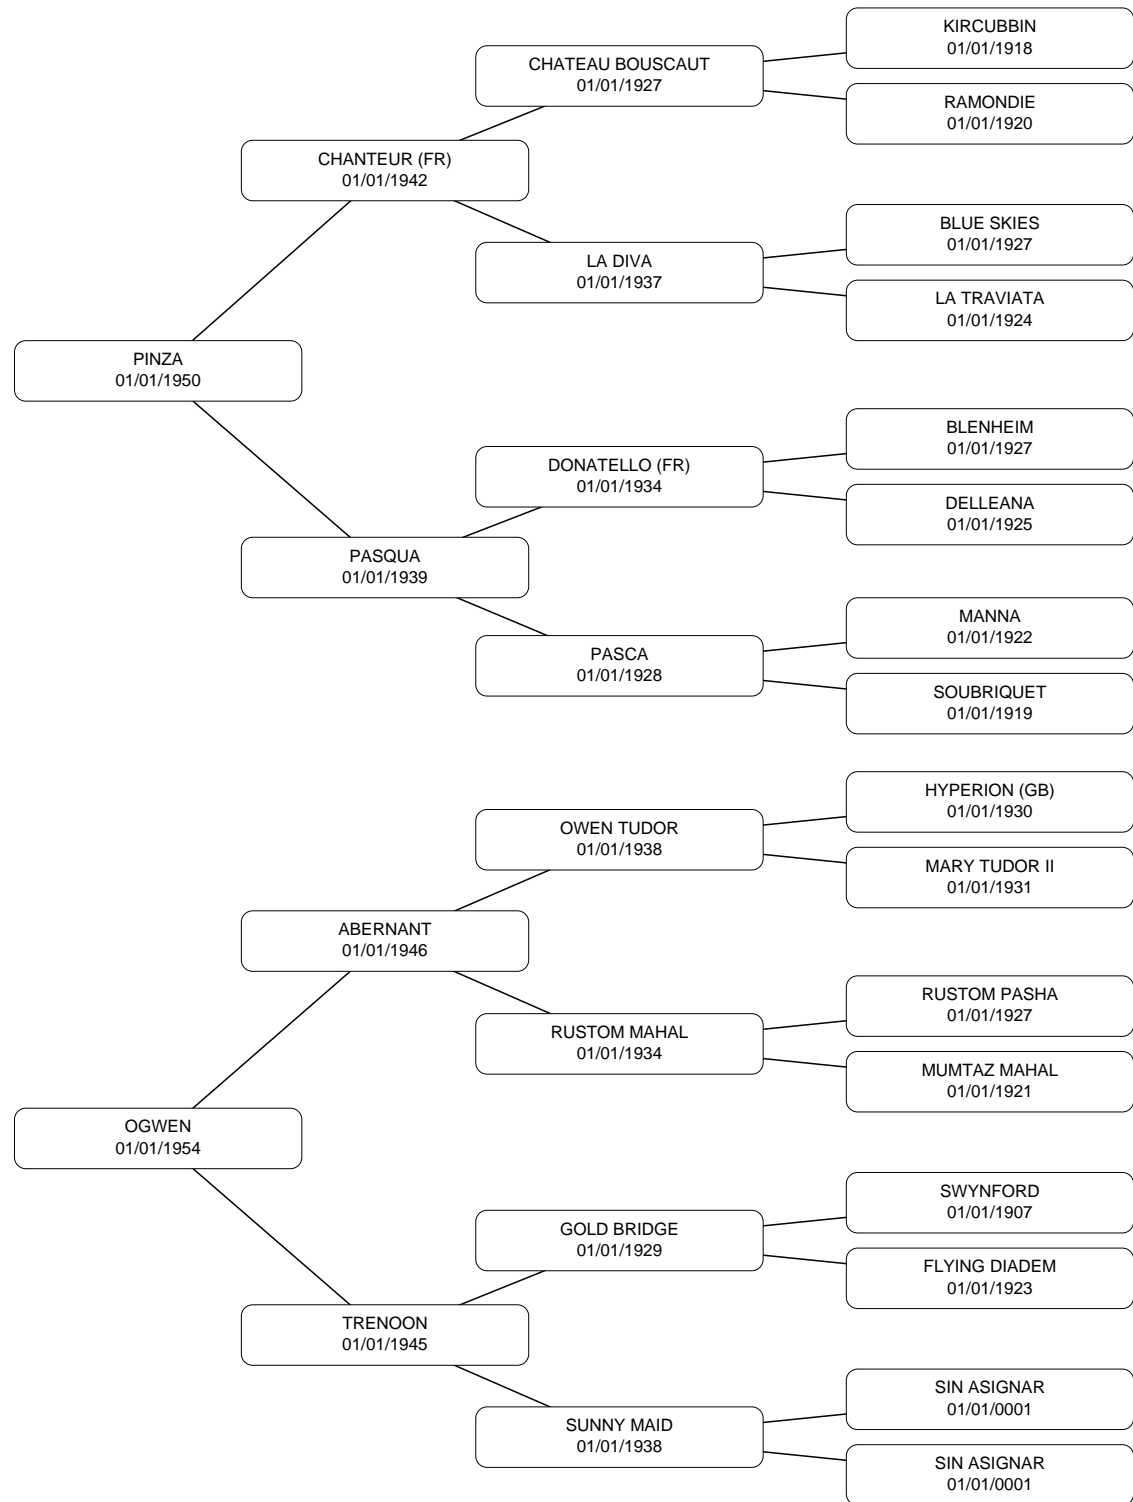 KIRCUBBIN
01/01/1918
CHATEAU BOUSCAUT
01/01/1927
RAMONDIE
01/01/1920
CHANTEUR (FR)
01/01/1942
BLUE SKIES
01/01/1927
LA DIVA
01/01/1937
LA TRAVIATA
01/01/1924
PINZA
01/01/1950
BLENHEIM
01/01/1927
DONATELLO (FR)
01/01/1934
DELLEANA
01/01/1925
PASQUA
01/01/1939
MANNA
01/01/1922
PASCA
01/01/1928
SOUBRIQUET
01/01/1919
HYPERION (GB)
01/01/1930
OWEN TUDOR
01/01/1938
MARY TUDOR II
01/01/1931
ABERNANT
01/01/1946
RUSTOM PASHA
01/01/1927
RUSTOM MAHAL
01/01/1934
MUMTAZ MAHAL
01/01/1921
OGWEN
01/01/1954
SWYNFORD
01/01/1907
GOLD BRIDGE
01/01/1929
FLYING DIADEM
01/01/1923
TRENOON
01/01/1945
SIN ASIGNAR
01/01/0001
SUNNY MAID
01/01/1938
SIN ASIGNAR
01/01/0001